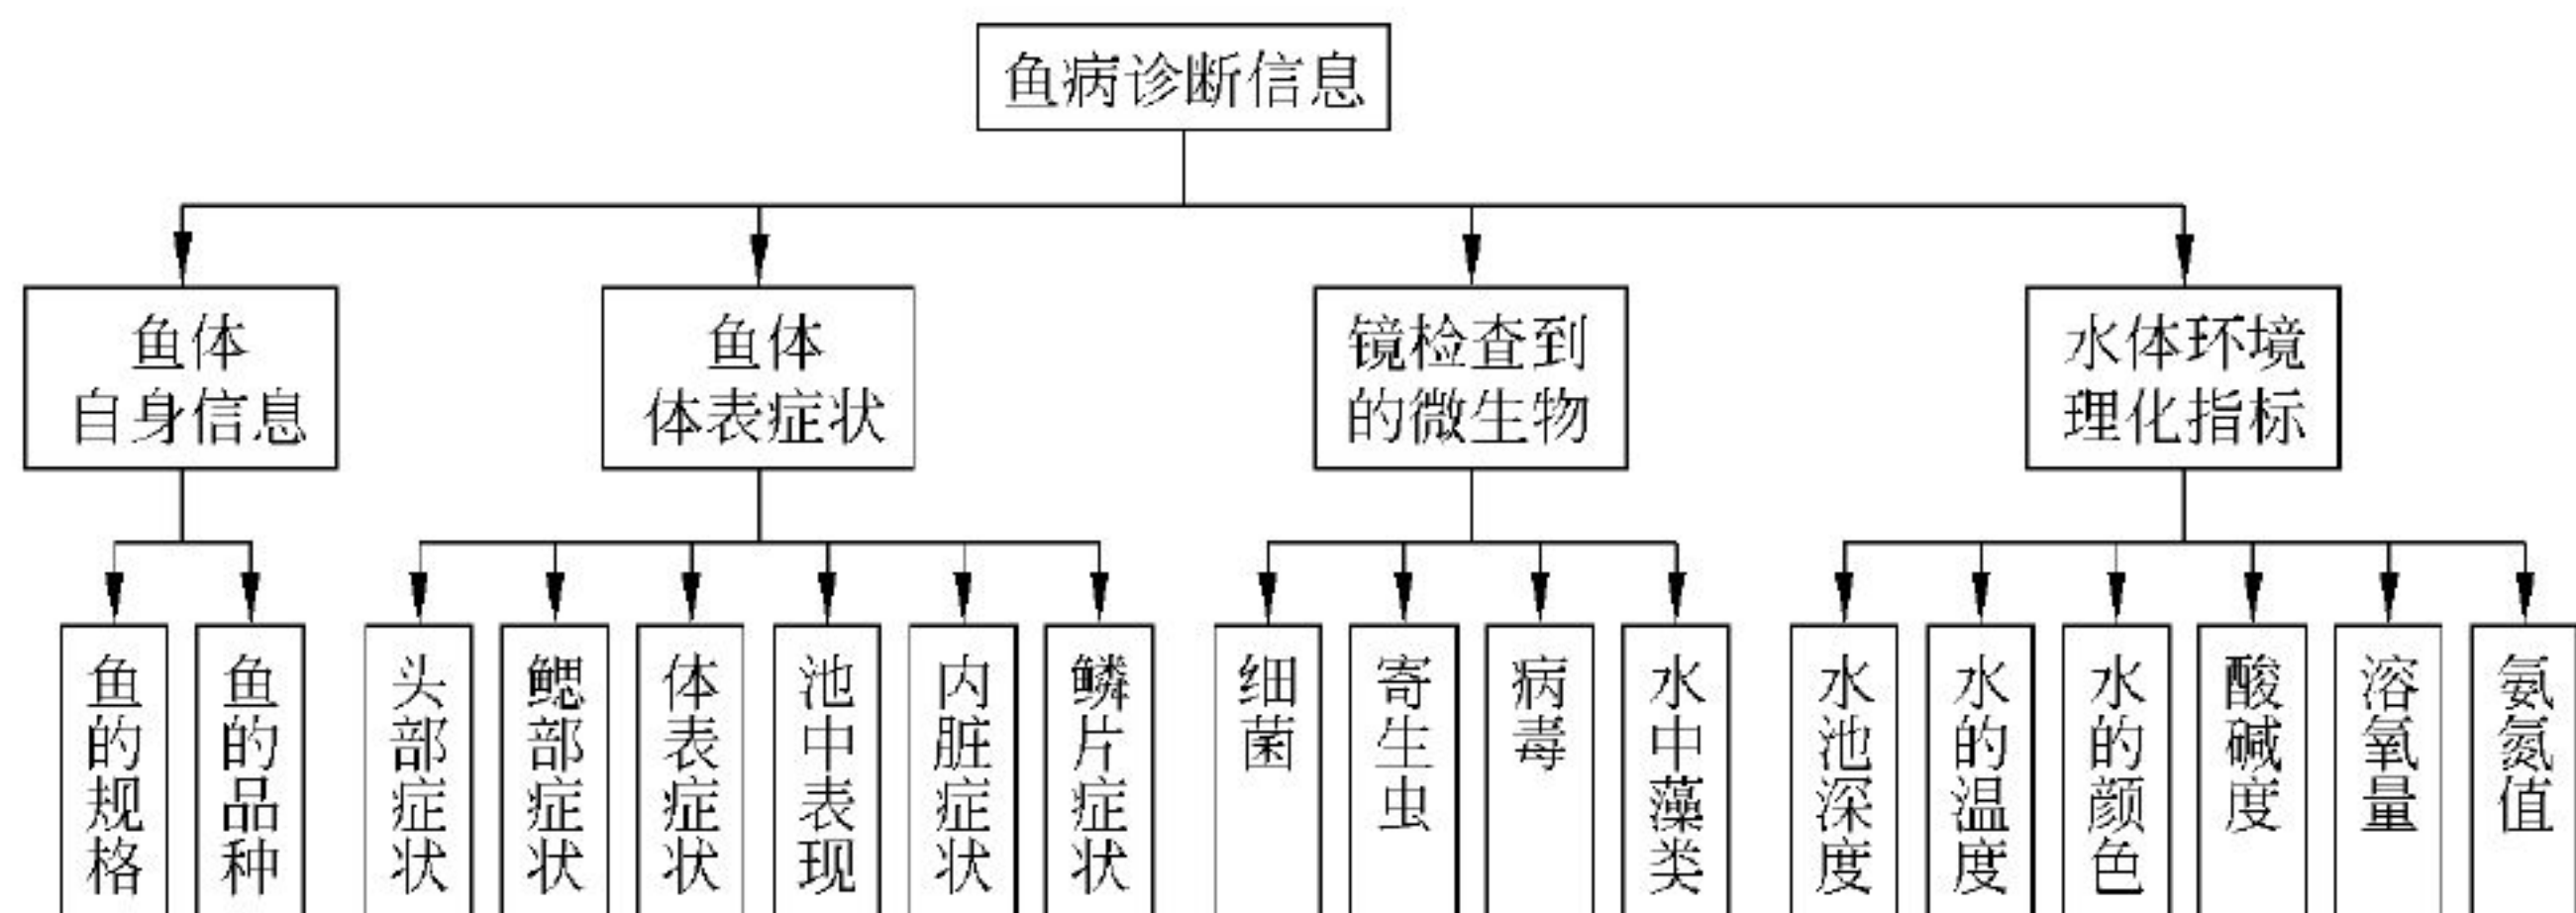 鱼病诊断信息
鱼体
自身信息
鱼体
体表症状
镜检查到
的微生物
水体环境
理化指标
鱼的规格
鱼的品种
头部症状
鳃部症状
体表症状
池中表现
内脏症状
鳞片症状
细菌
寄生虫
病毒
水中藻类
水池深度
水的温度
水的颜色
酸碱度
溶氧量
氨氮值